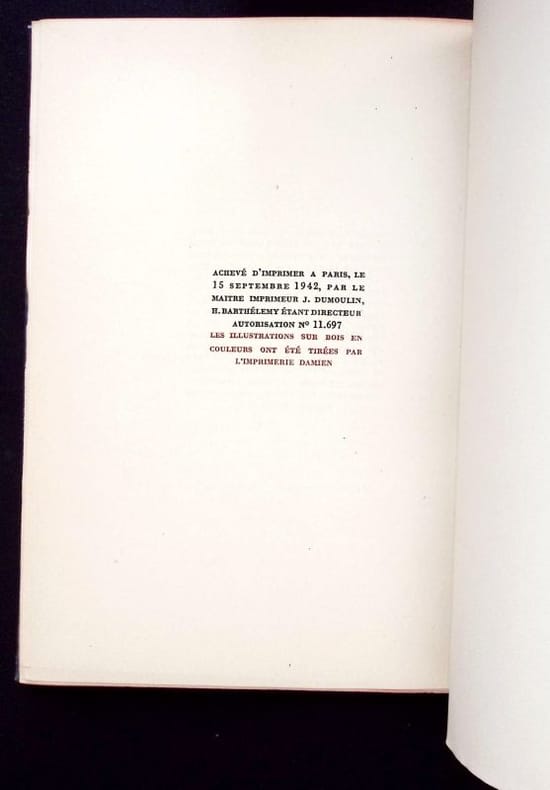 ACHEVÉ D'IMPRIMER A PARIS, LE
15 SEPTEMBRE 1942, PAR LE
MAITRE IMPRIMEUR J. DUMOULIN,
H. BARTHÉLEMY ÉTANT DIRECTEUR
AUTORISATION Nº 11.697
LES ILLUSTRATIONS SUR BOIS EN
COULEURS ONT ÉTÉ TIRÉES PAR
L'IMPRIMERIE DAMIEN